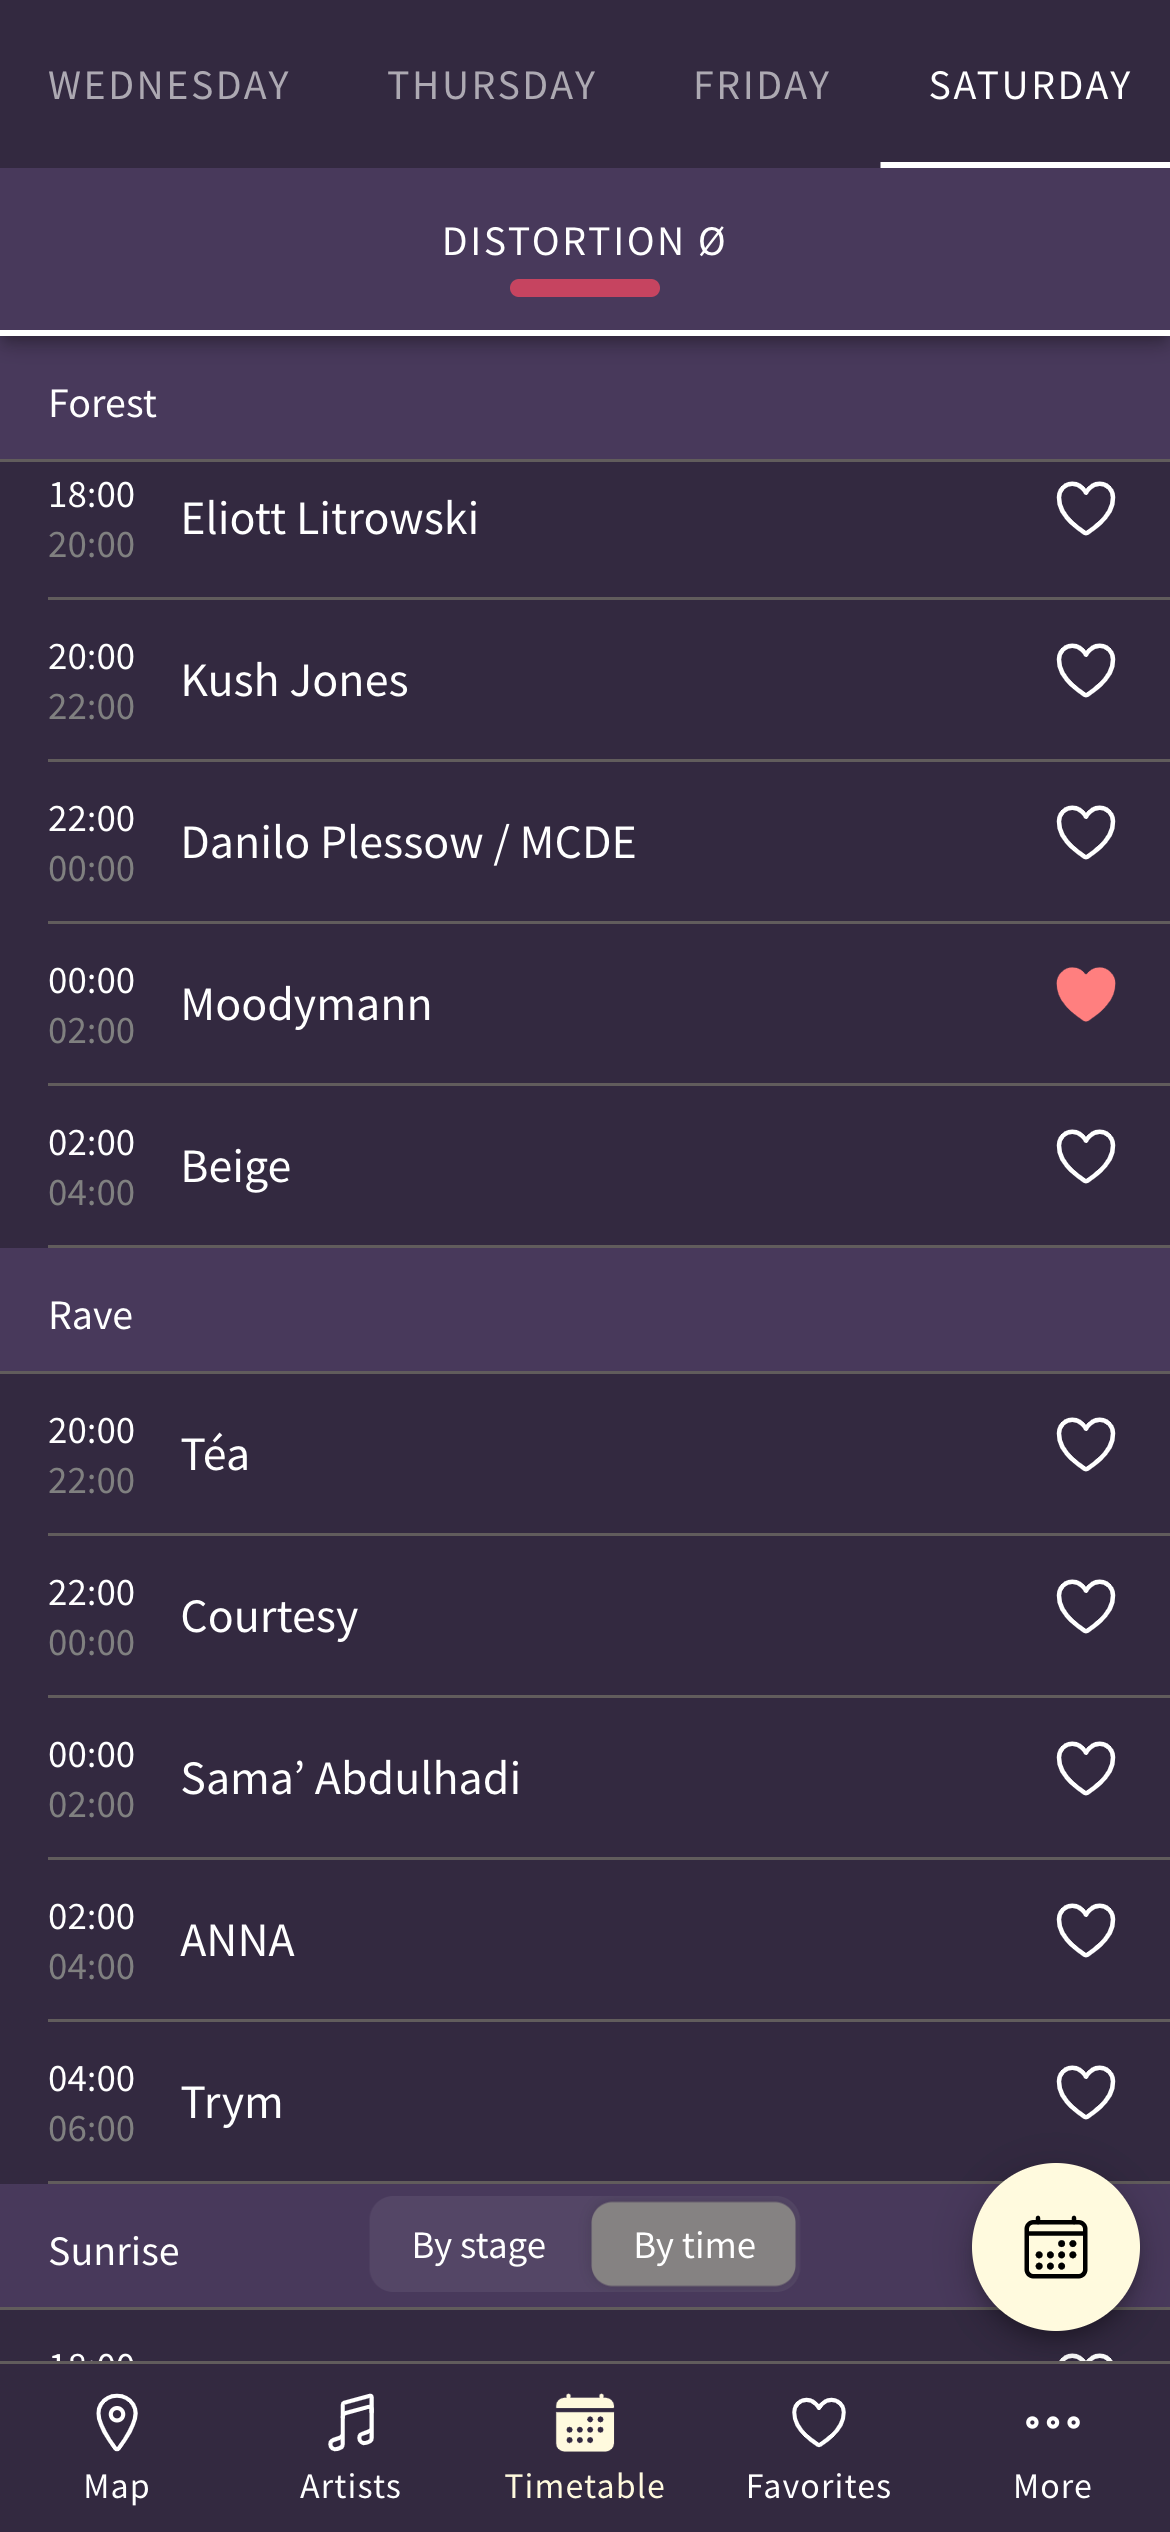 WEDNESDAY THURSDAY FRIDAY SATURDAY
DISTORTION Ø
Forest
18:00
Eliott Litrowski
20:00
20:00
Kush Jones
22:00
22:00
Danilo Plessow / MCDE
00:00
00:00
Moodymann
02:00
02:00
Beige
04:00
Rave
20:00
Téa
22:00
22:00
Courtesy
00:00
00:00
Sama’ Abdulhadi
02:00
02:00
ANNA
04:00
04:00
Trym
06:00
Sunrise By stage By time
Map Artists Timetable Favorites More